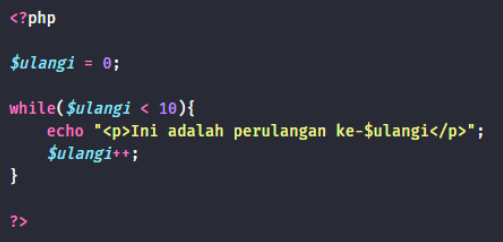 <?php
$ulangi = 0;
while($ulangi < 10){
    echo "<p>Ini adalah perulangan ke-$ulangi</p>";
    $ulangi++;
}
?>